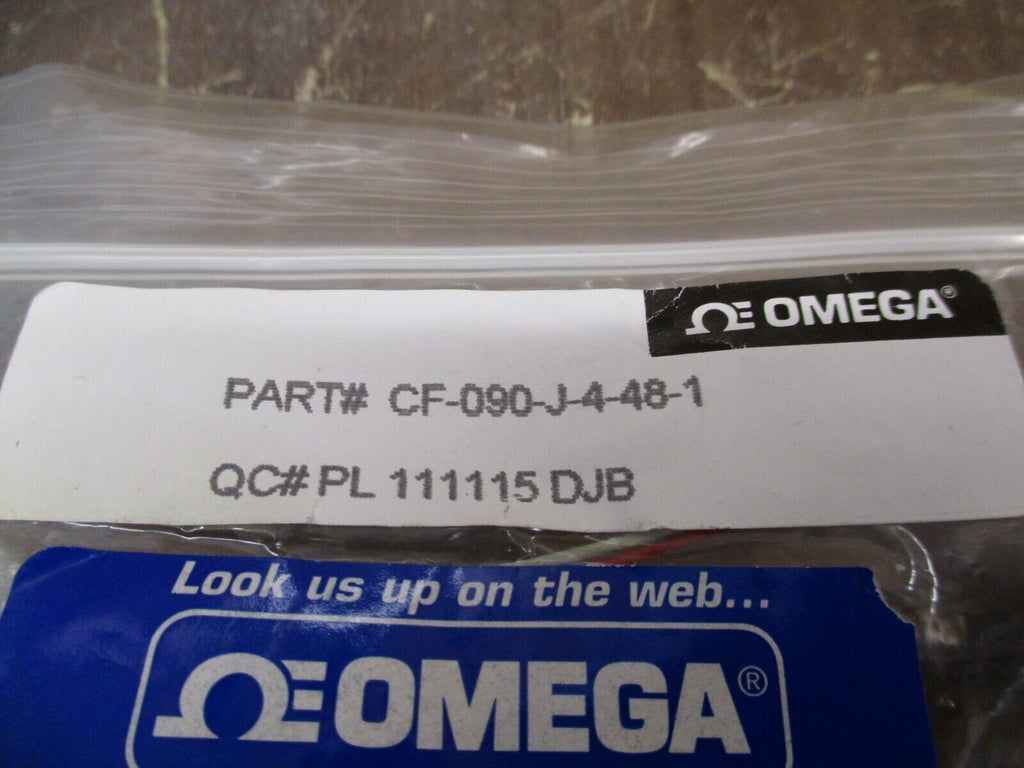 OMEGA®
PART# CF-090-J-4-48-1
QC# PL 111115 DJB
Look us up on the web...
OMEGA®